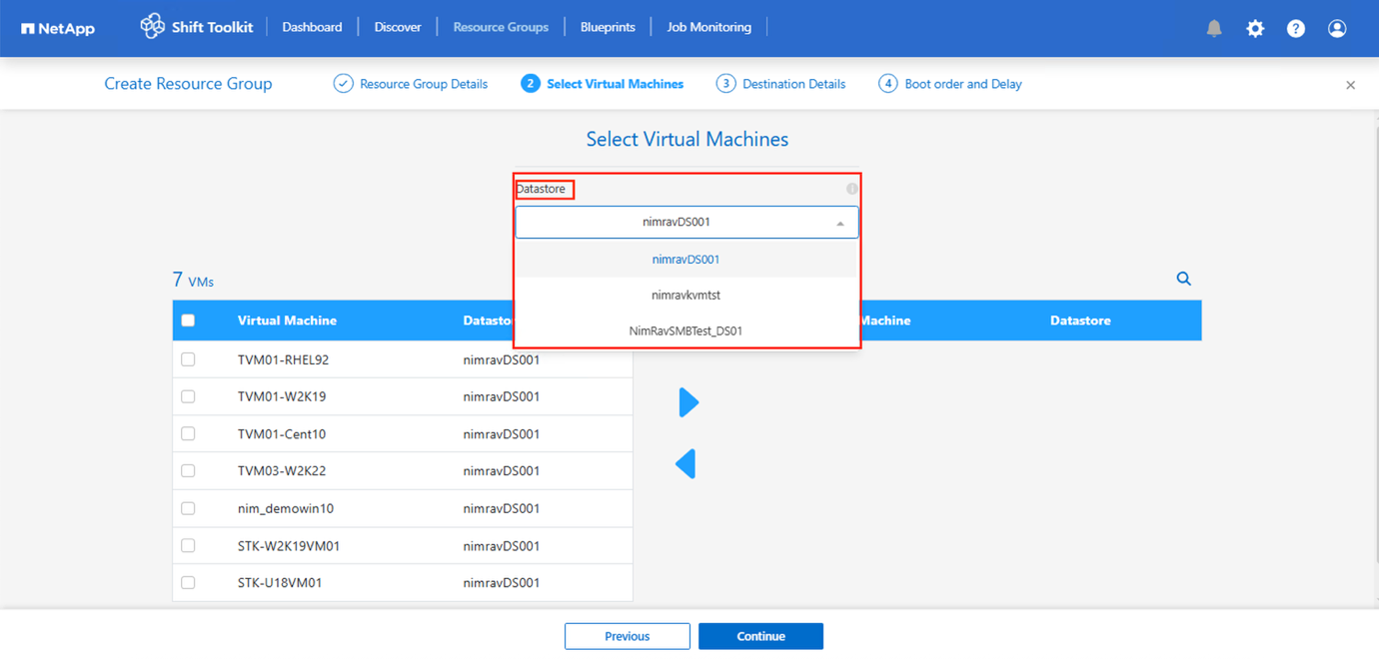 NetApp
Shift Toolkit
Dashboard
Discover
Resource Groups
Blueprints
Job Monitoring
?
Create Resource Group
Resource Group Details
2 Select Virtual Machines
3 Destination Details
4 Boot order and Delay
Select Virtual Machines
Datastore
nimravDS001
nimravDS001
nimravkvmtst
NimRavSMBTest_DS01
7 VMs
Virtual Machine Datasto Machine Datastore
TVM01-RHEL92 nimravDS001
TVM01-W2K19 nimravDS001
TVM01-Cent10 nimravDS001
TVM03-W2K22 nimravDS001
nim_demowin10 nimravDS001
STK-W2K19VM01 nimravDS001
STK-U18VM01 nimravDS001
Previous
Continue